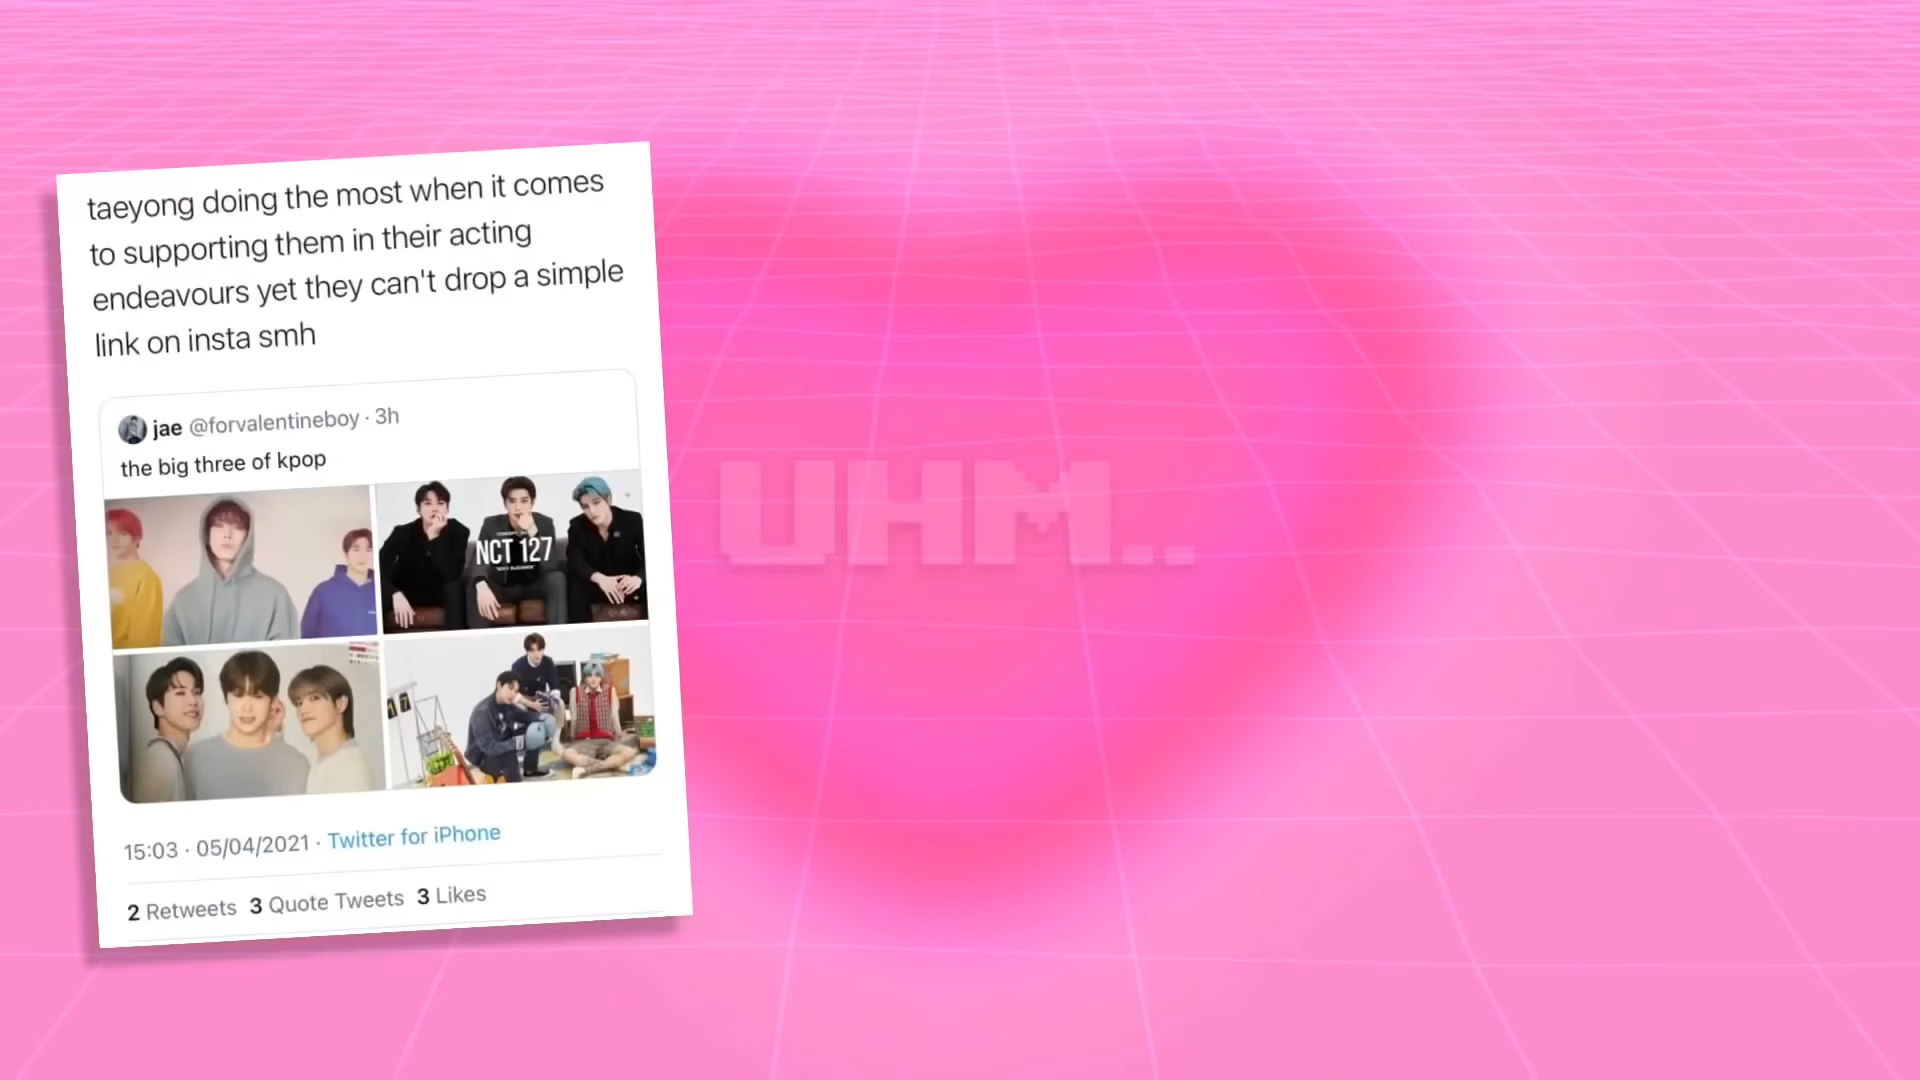 taeyong doing the most when it comes
to supporting them in their acting
endeavours yet they can't drop a simple
link on insta smh
jae @forvalentineboy · 3h
the big three of kpop
NCT 127
17
15:03 · 05/04/2021 · Twitter for iPhone
2 Retweets 3 Quote Tweets 3 Likes
UHM..